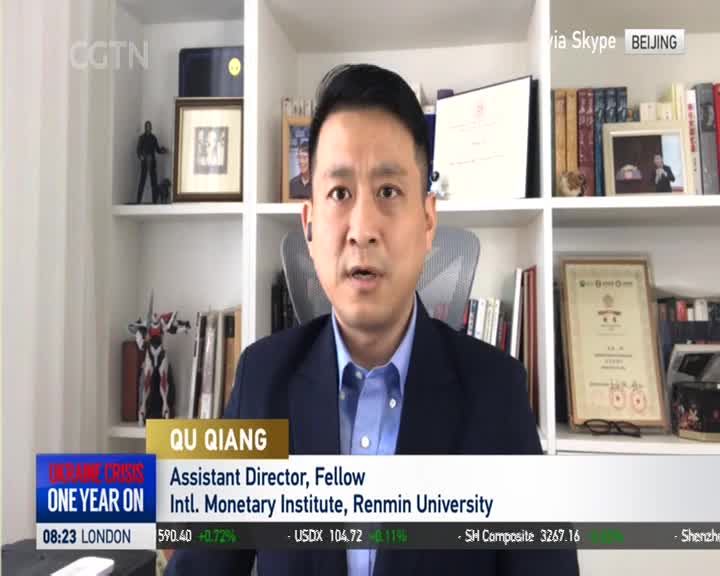 CGTN
via Skype
BEIJING
QU QIANG
Assistant Director, Fellow
Intl. Monetary Institute, Renmin University
UKRAINE CRISIS
ONE YEAR ON
08:23 LONDON
590.40 +0.72% - USDX 104.72 -0.11% - SH Composite 3267.16 - Shenzhe